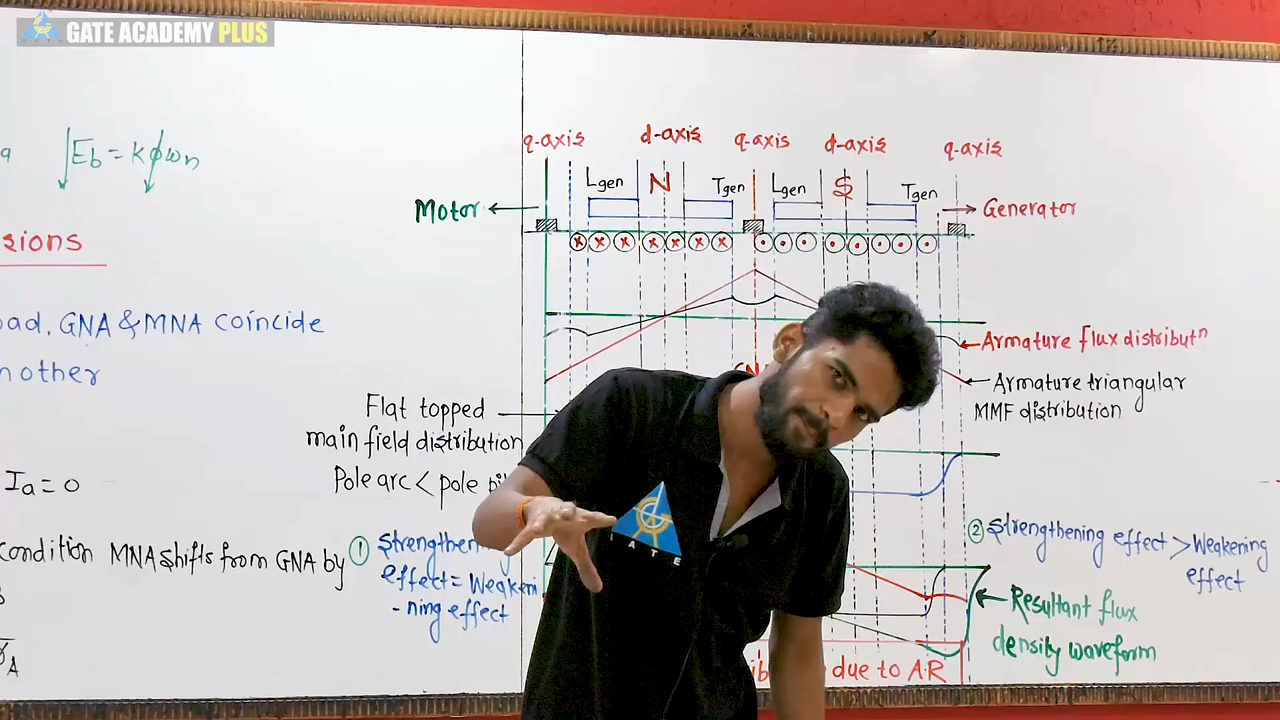 GATE ACADEMY PLUS
Eb = kϕωn
q-axis d-axis q-axis d-axis q-axis
Lgen N Tgen Lgen S Tgen
Motor Generator
sions
oad, GNA & MNA coincide
nother
Armature flux distributn
Armature triangular
MMF distribution
Flat topped
main field distribution
Pole arc < pole pi
Ia = 0
condition MNA shifts from GNA by
① Strengthen
effect = Weakeni
-ning effect
② Strengthening effect > Weakening
effect
Resultant flux
density waveform
due to AR
GATE